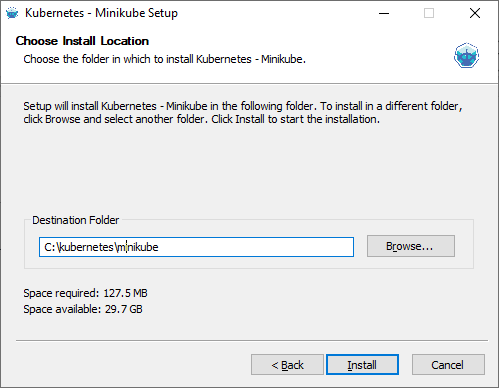 Kubernetes - Minikube Setup
Choose Install Location
Choose the folder in which to install Kubernetes - Minikube.
Setup will install Kubernetes - Minikube in the following folder. To install in a different folder,
click Browse and select another folder. Click Install to start the installation.
Destination Folder
C:\kubernetes\minikube
Browse...
Space required: 127.5 MB
Space available: 29.7 GB
< Back
Install
Cancel